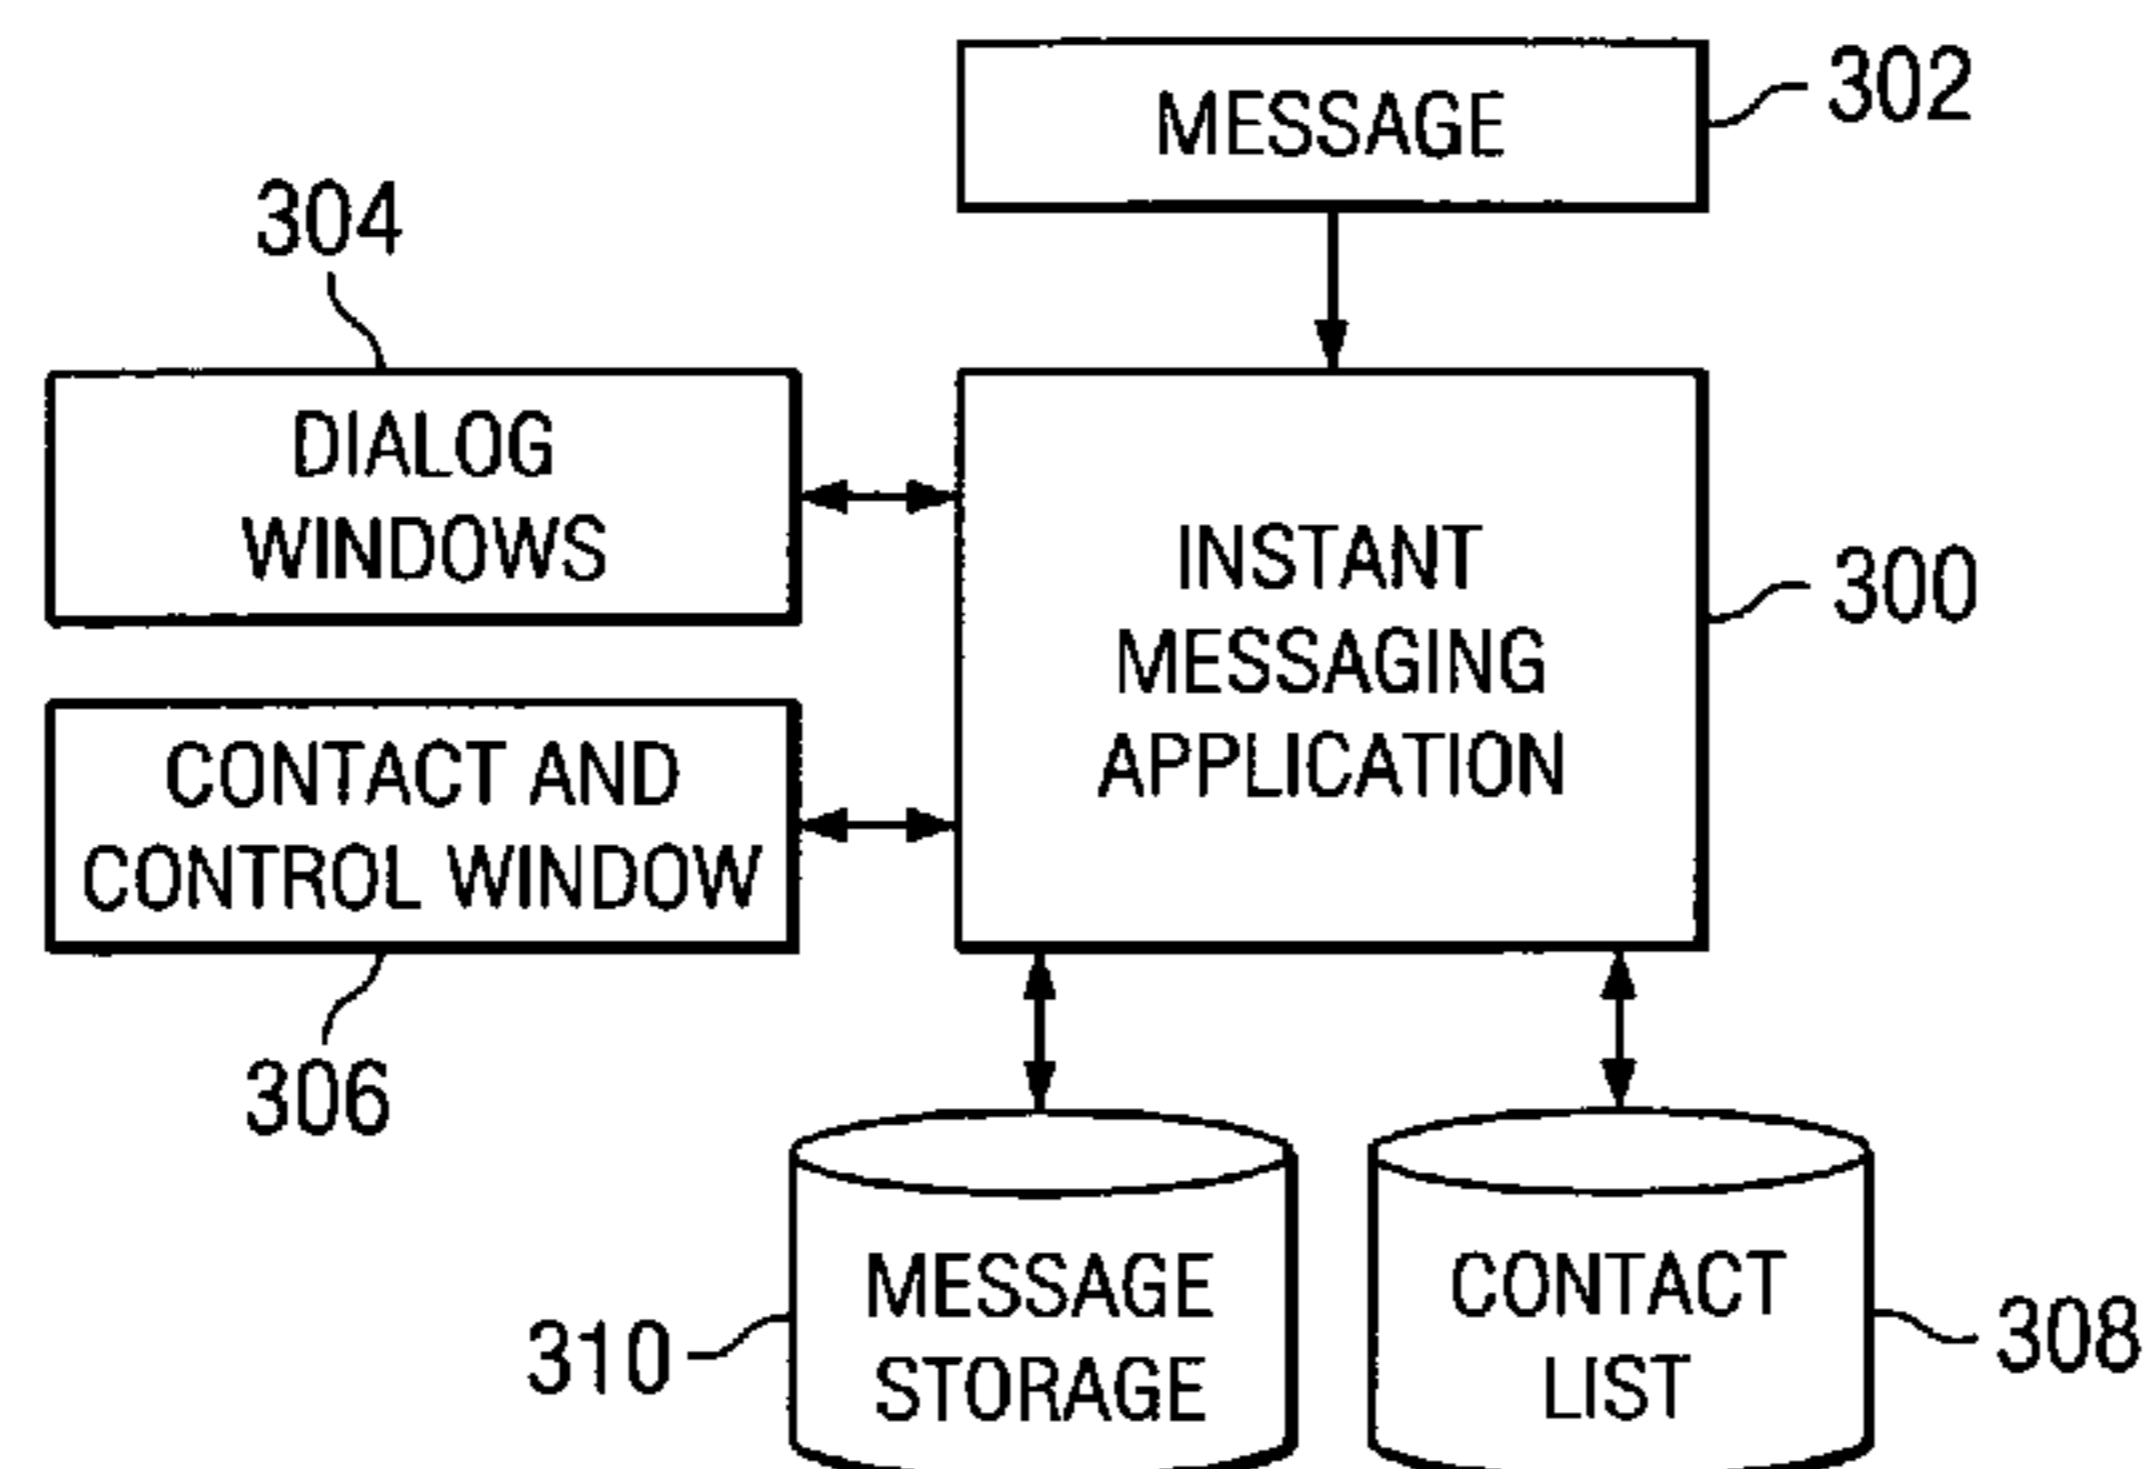 MESSAGE
302
304
DIALOG
WINDOWS
INSTANT
MESSAGING
APPLICATION
300
CONTACT AND
CONTROL WINDOW
306
310
MESSAGE
STORAGE
CONTACT
LIST
308